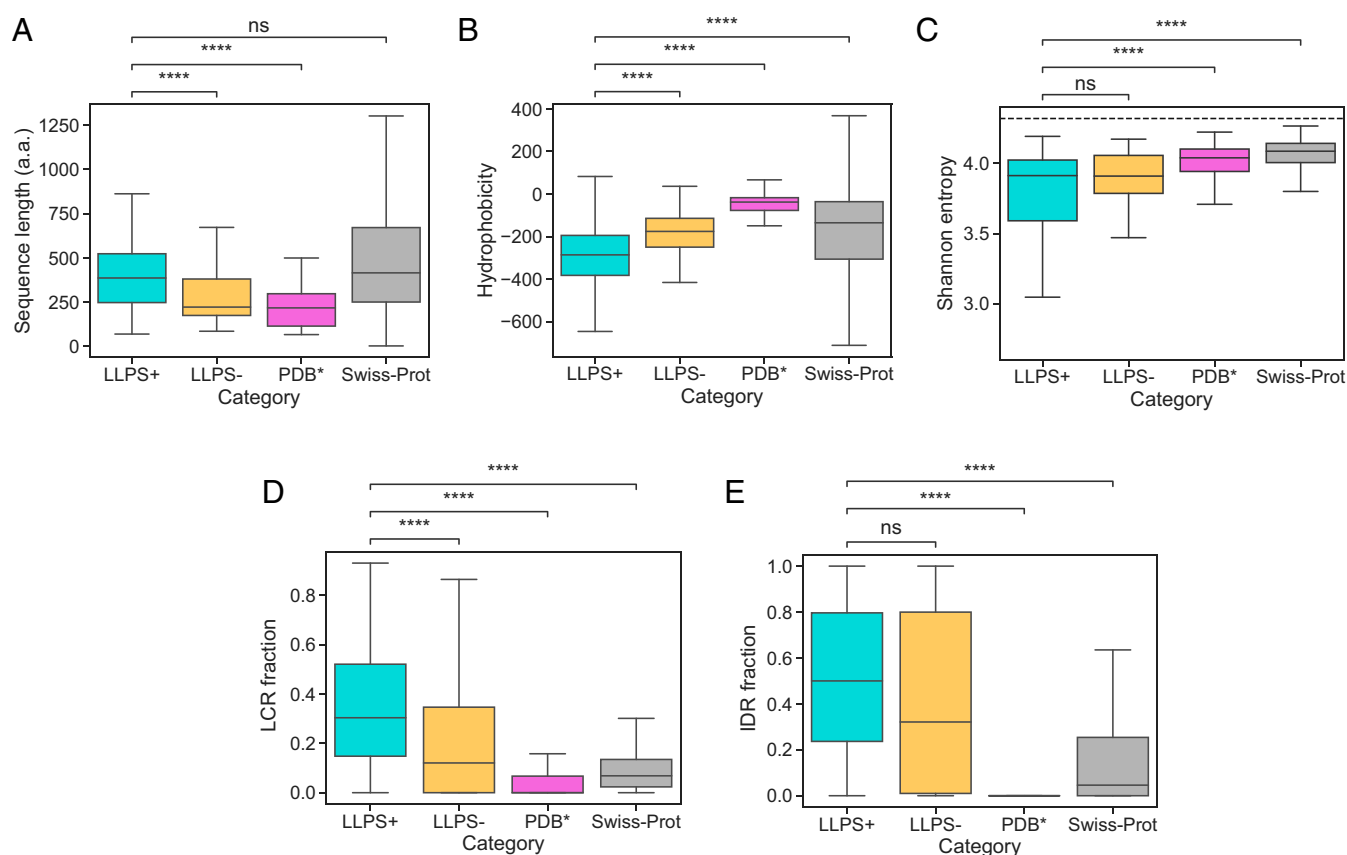 A
ns
****
****
Sequence length (a.a.)
1250
1000
750
500
250
0
LLPS+ LLPS- PDB* Swiss-Prot
Category
B
****
****
****
Hydrophobicity
400
200
0
−200
−400
−600
LLPS+ LLPS- PDB* Swiss-Prot
Category
C
****
****
ns
Shannon entropy
4.0
3.5
3.0
LLPS+ LLPS- PDB* Swiss-Prot
Category
D
****
****
****
LCR fraction
0.8
0.6
0.4
0.2
0.0
LLPS+ LLPS- PDB* Swiss-Prot
Category
E
****
****
ns
IDR fraction
1.0
0.8
0.6
0.4
0.2
0.0
LLPS+ LLPS- PDB* Swiss-Prot
Category